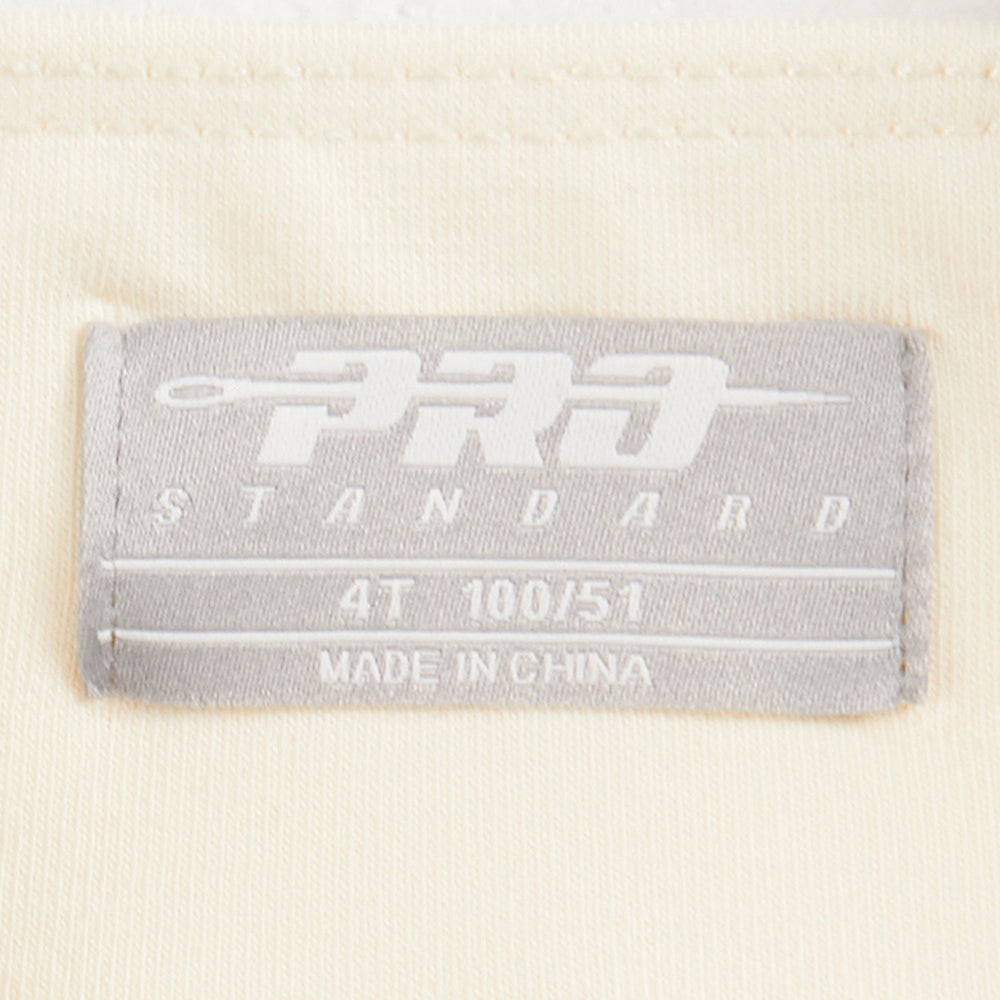 PRO
STANDARD
4T 100/51
MADE IN CHINA